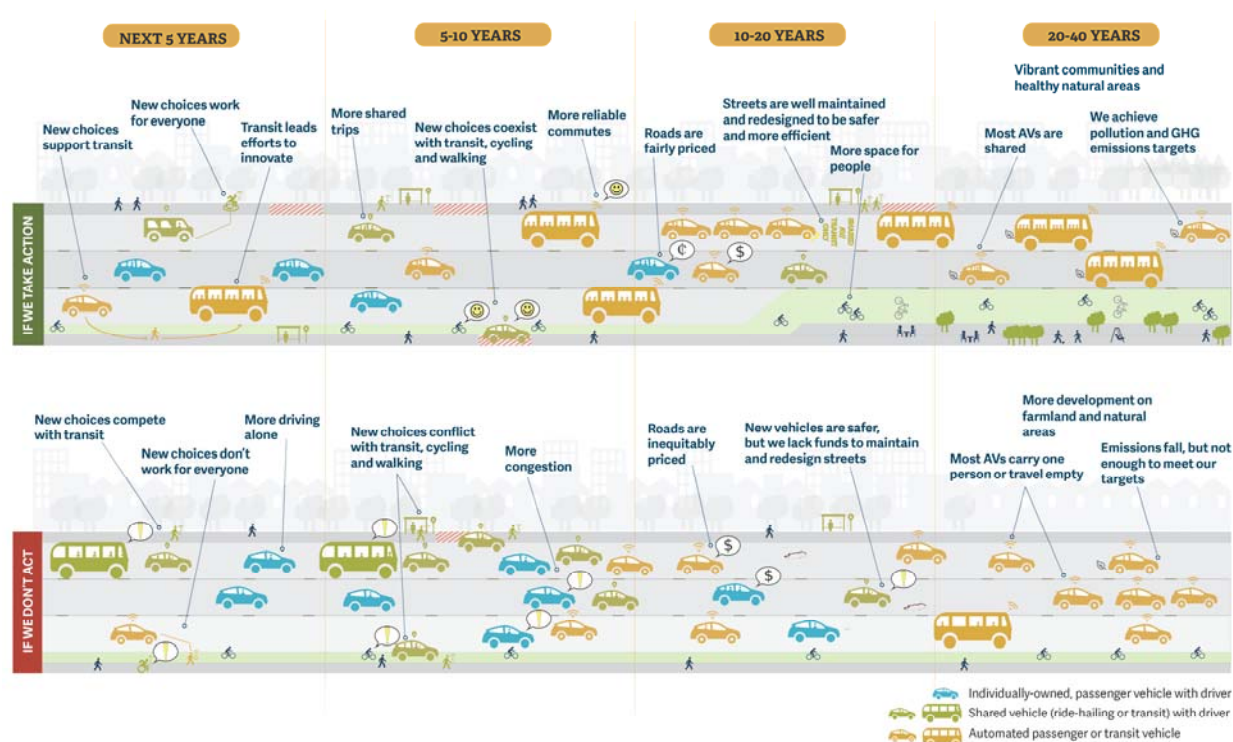 NEXT 5 YEARS
5-10 YEARS
10-20 YEARS
20-40 YEARS
IF WE TAKE ACTION
New choices
support transit
New choices work
for everyone
Transit leads
efforts to
innovate
More shared
trips
New choices coexist
with transit, cycling
and walking
More reliable
commutes
Roads are
fairly priced
Streets are well maintained
and redesigned to be safer
and more efficient
More space for
people
Vibrant communities and
healthy natural areas
Most AVs are
shared
We achieve
pollution and GHG
emissions targets
¢
$
SHARED
TRANSIT
ONLY
IF WE DON'T ACT
New choices compete
with transit
New choices don't
work for everyone
More driving
alone
New choices conflict
with transit, cycling
and walking
More
congestion
Roads are
inequitably
priced
New vehicles are safer,
but we lack funds to maintain
and redesign streets
More development on
farmland and natural
areas
Most AVs carry one
person or travel empty
Emissions fall, but not
enough to meet our
targets
!
!
!
!
!
!
!
$
$
Individually-owned, passenger vehicle with driver
Shared vehicle (ride-hailing or transit) with driver
Automated passenger or transit vehicle